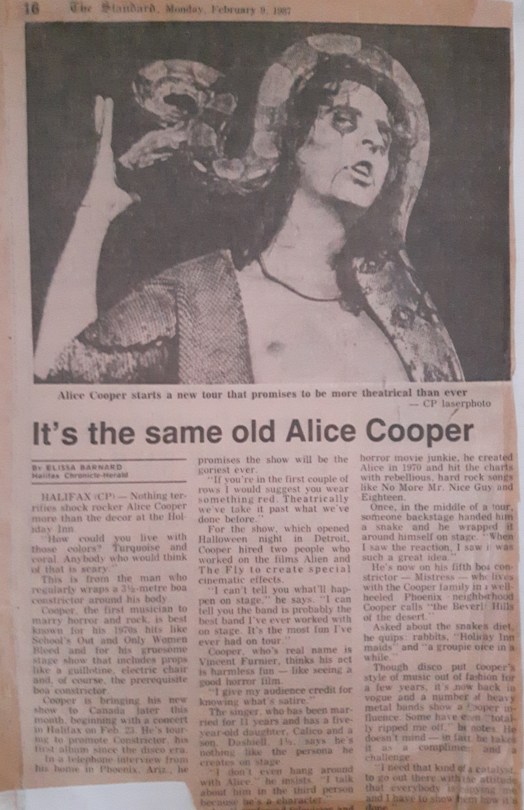 16 The Standard, Monday, February 9, 1987
Alice Cooper starts a new tour that promises to be more theatrical than ever
— CP laserphoto
It's the same old Alice Cooper
By ELISSA BARNARD
Halifax Chronicle-Herald
HALIFAX (CP) — Nothing ter-
rifies shock rocker Alice Cooper
more than the decor at the Hol-
iday Inn.
"How could you live with
those colors? Turquoise and
coral. Anybody who would think
of that is scary."
This is from the man who
regularly wraps a 3½-metre boa
constrictor around his body.
Cooper, the first musician to
marry horror and rock, is best
known for his 1970s hits like
School's Out and Only Women
Bleed and for his gruesome
stage show that includes props
like a guillotine, electric chair
and, of course, the prerequisite
boa constrictor.
Cooper is bringing his new
show to Canada later this
month, beginning with a concert
in Halifax on Feb. 23. He's tour-
ing to promote Constrictor, his
first album since the disco era.
In a telephone interview from
his home in Phoenix, Ariz., he
promises the show will be the
goriest ever.
"If you're in the first couple of
rows I would suggest you wear
something red. Theatrically
we've take it past what we've
done before."
For the show, which opened
Halloween night in Detroit,
Cooper hired two people who
worked on the films Alien and
The Fly to create special
cinematic effects.
"I can't tell you what'll hap-
pen on stage," he says. "I can
tell you the band is probably the
best band I've ever worked with
on stage. It's the most fun I've
ever had on tour."
Cooper, who's real name is
Vincent Furnier, thinks his act
is harmless fun — like seeing a
good horror film.
"I give my audience credit for
knowing what's satire."
The singer, who has been mar-
ried for 11 years and has a five-
year-old daughter, Calico and a
son, Dashiell, 1½, says he's
nothing like the persona he
creates on stage.
"I don't even hang around
with Alice," he insists. "I talk
about him in the third person
because he's a character
horror movie junkie, he created
Alice in 1970 and hit the charts
with rebellious, hard rock songs
like No More Mr. Nice Guy and
Eighteen.
Once, in the middle of a tour,
someone backstage handed him
a snake and he wrapped it
around himself on stage. "When
I saw the reaction, I saw it was
such a great idea."
He's now on his fifth boa con-
strictor — Mistress — who lives
with the Cooper family in a well-
heeled Phoenix neighborhood
Cooper calls "the Beverly Hills
of the desert."
Asked about the snakes diet,
he quips, rabbits, "Holiday Inn
maids" and "a groupie once in a
while."
Though disco put Cooper's
style of music out of fashion for
a few years, it's now back in
vogue and a number of heavy
metal bands show a Cooper in-
fluence. Some have even "total-
ly ripped me off," he notes. He
doesn't mind — in fact, he takes
it as a compliment and a
challenge.
"I need that kind of a catalyst
to go out there with the attitude
that everybody is
and I have to show them how